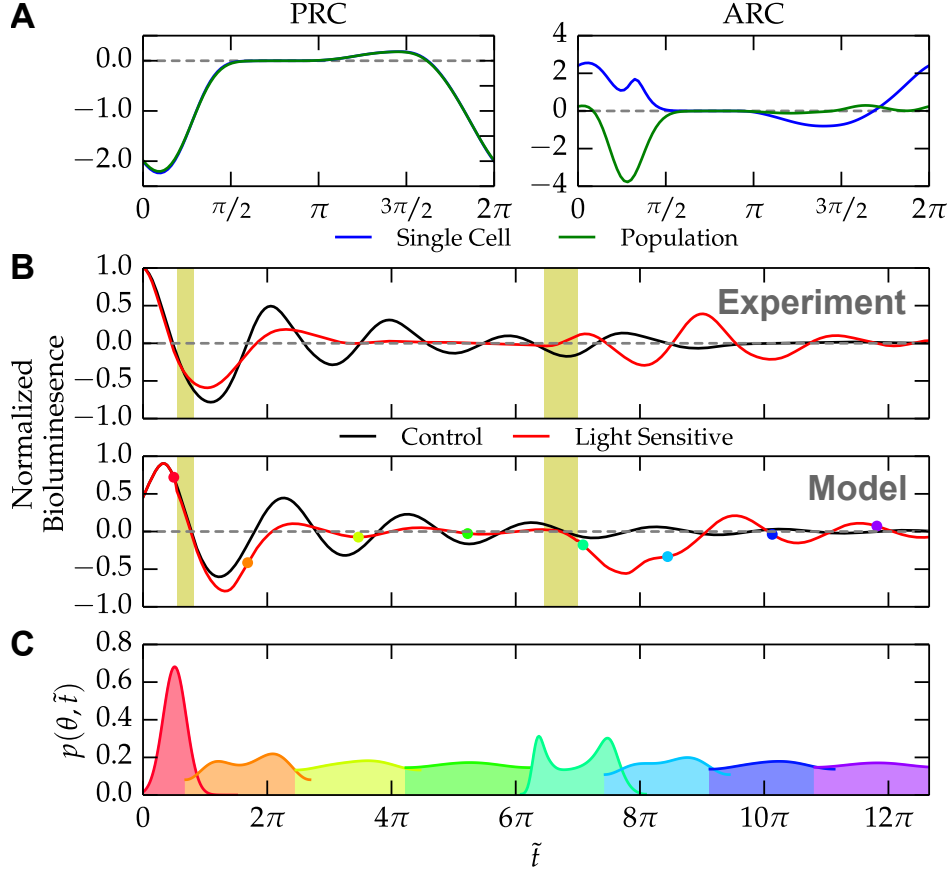 A
PRC
ARC
0.0
−1.0
−2.0
0
π/2
π
3π/2
2π
4
2
0
−2
−4
0
π/2
π
3π/2
2π
Single Cell
Population
B
Normalized
Bioluminesence
1.0
0.5
0.0
−0.5
−1.0
Experiment
Control
Light Sensitive
1.0
0.5
0.0
−0.5
−1.0
Model
C
p(θ, t̃)
0.8
0.6
0.4
0.2
0.0
0
2π
4π
6π
8π
10π
12π
t̃